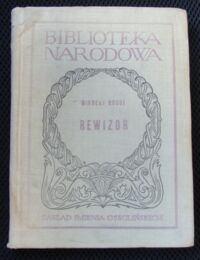 BIBLIOTEKA
NARODOWA
MIKOŁAJ GOGOL
REWIZOR
ZAKŁAD IMIENIA OSSOLIŃSKICH